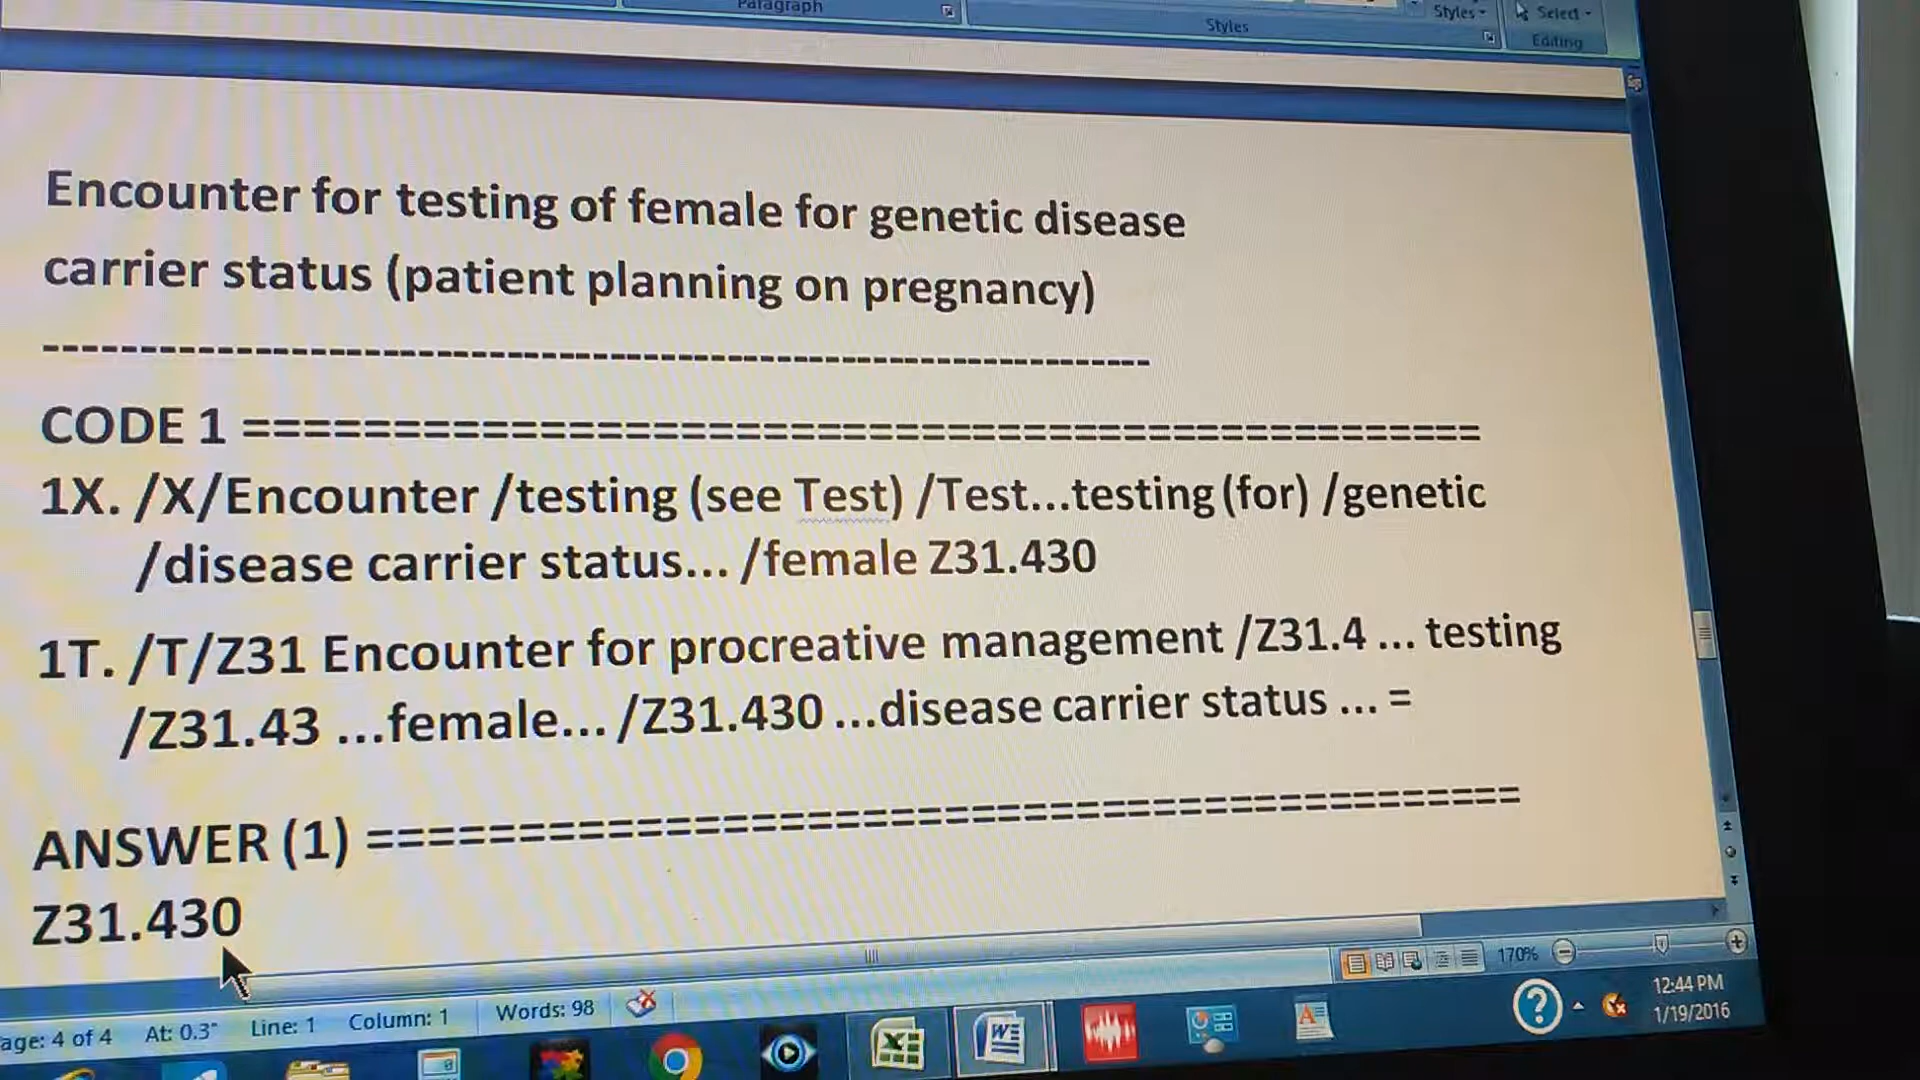 Paragraph
Styles
Styles
Select
Editing
Encounter for testing of female for genetic disease
carrier status (patient planning on pregnancy)
------------------------------------------------------------------
CODE 1 ===================================================
1X. /X/Encounter /testing (see Test) /Test...testing (for) /genetic
/disease carrier status... /female Z31.430
1T. /T/Z31 Encounter for procreative management /Z31.4 ... testing
/Z31.43 ...female... /Z31.430 ...disease carrier status ... =
ANSWER (1) ================================================
Z31.430
age: 4 of 4 At: 0.3" Line: 1 Column: 1 Words: 98 170%
12:44 PM
1/19/2016